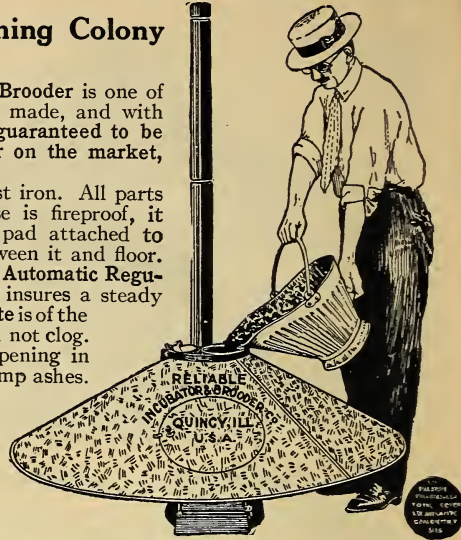 ning Colony
Brooder is one of
made, and with
guaranteed to be
r on the market,
st iron. All parts
se is fireproof, it
pad attached to
ween it and floor.
Automatic Regu-
insures a steady
te is of the
not clog.
pening in
mp ashes.
RELIABLE
INCUBATOR & BROODER CO.
QUINCY, ILL.
U.S.A.